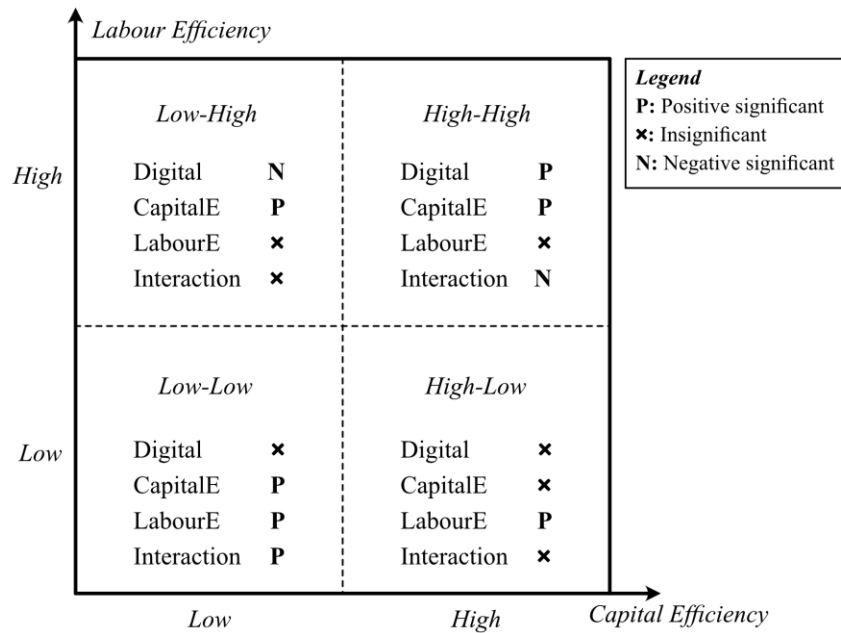 Labour Efficiency
Legend
P: Positive significant
×: Insignificant
N: Negative significant
High
Low-High
Digital N
CapitalE P
LabourE ×
Interaction ×
High-High
Digital P
CapitalE P
LabourE ×
Interaction N
Low
Low-Low
Digital ×
CapitalE P
LabourE P
Interaction P
High-Low
Digital ×
CapitalE ×
LabourE P
Interaction ×
Low
High
Capital Efficiency